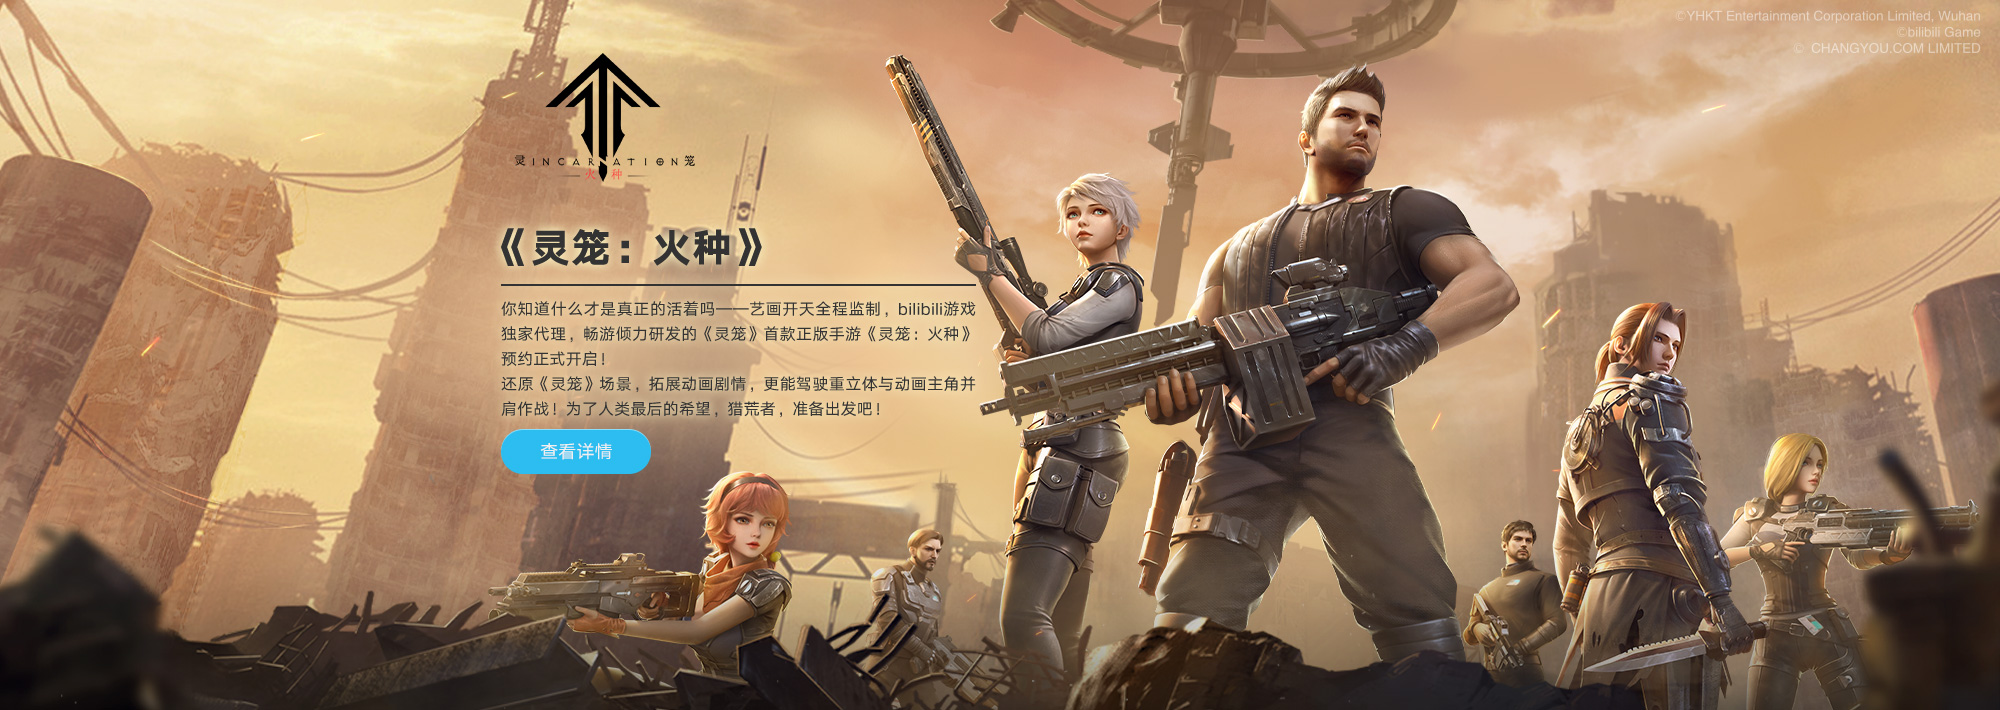 ©YHKT Entertainment Corporation Limited, Wuhan
©bilibili Game
© CHANGYOU.COM LIMITED
灵INCARNATION笼
火种
《灵笼：火种》
你知道什么才是真正的活着吗——艺画开天全程监制，bilibili游戏
独家代理，畅游倾力研发的《灵笼》首款正版手游《灵笼：火种》
预约正式开启！
还原《灵笼》场景，拓展动画剧情，更能驾驶重立体与动画主角并
肩作战！为了人类最后的希望，猎荒者，准备出发吧！
查看详情